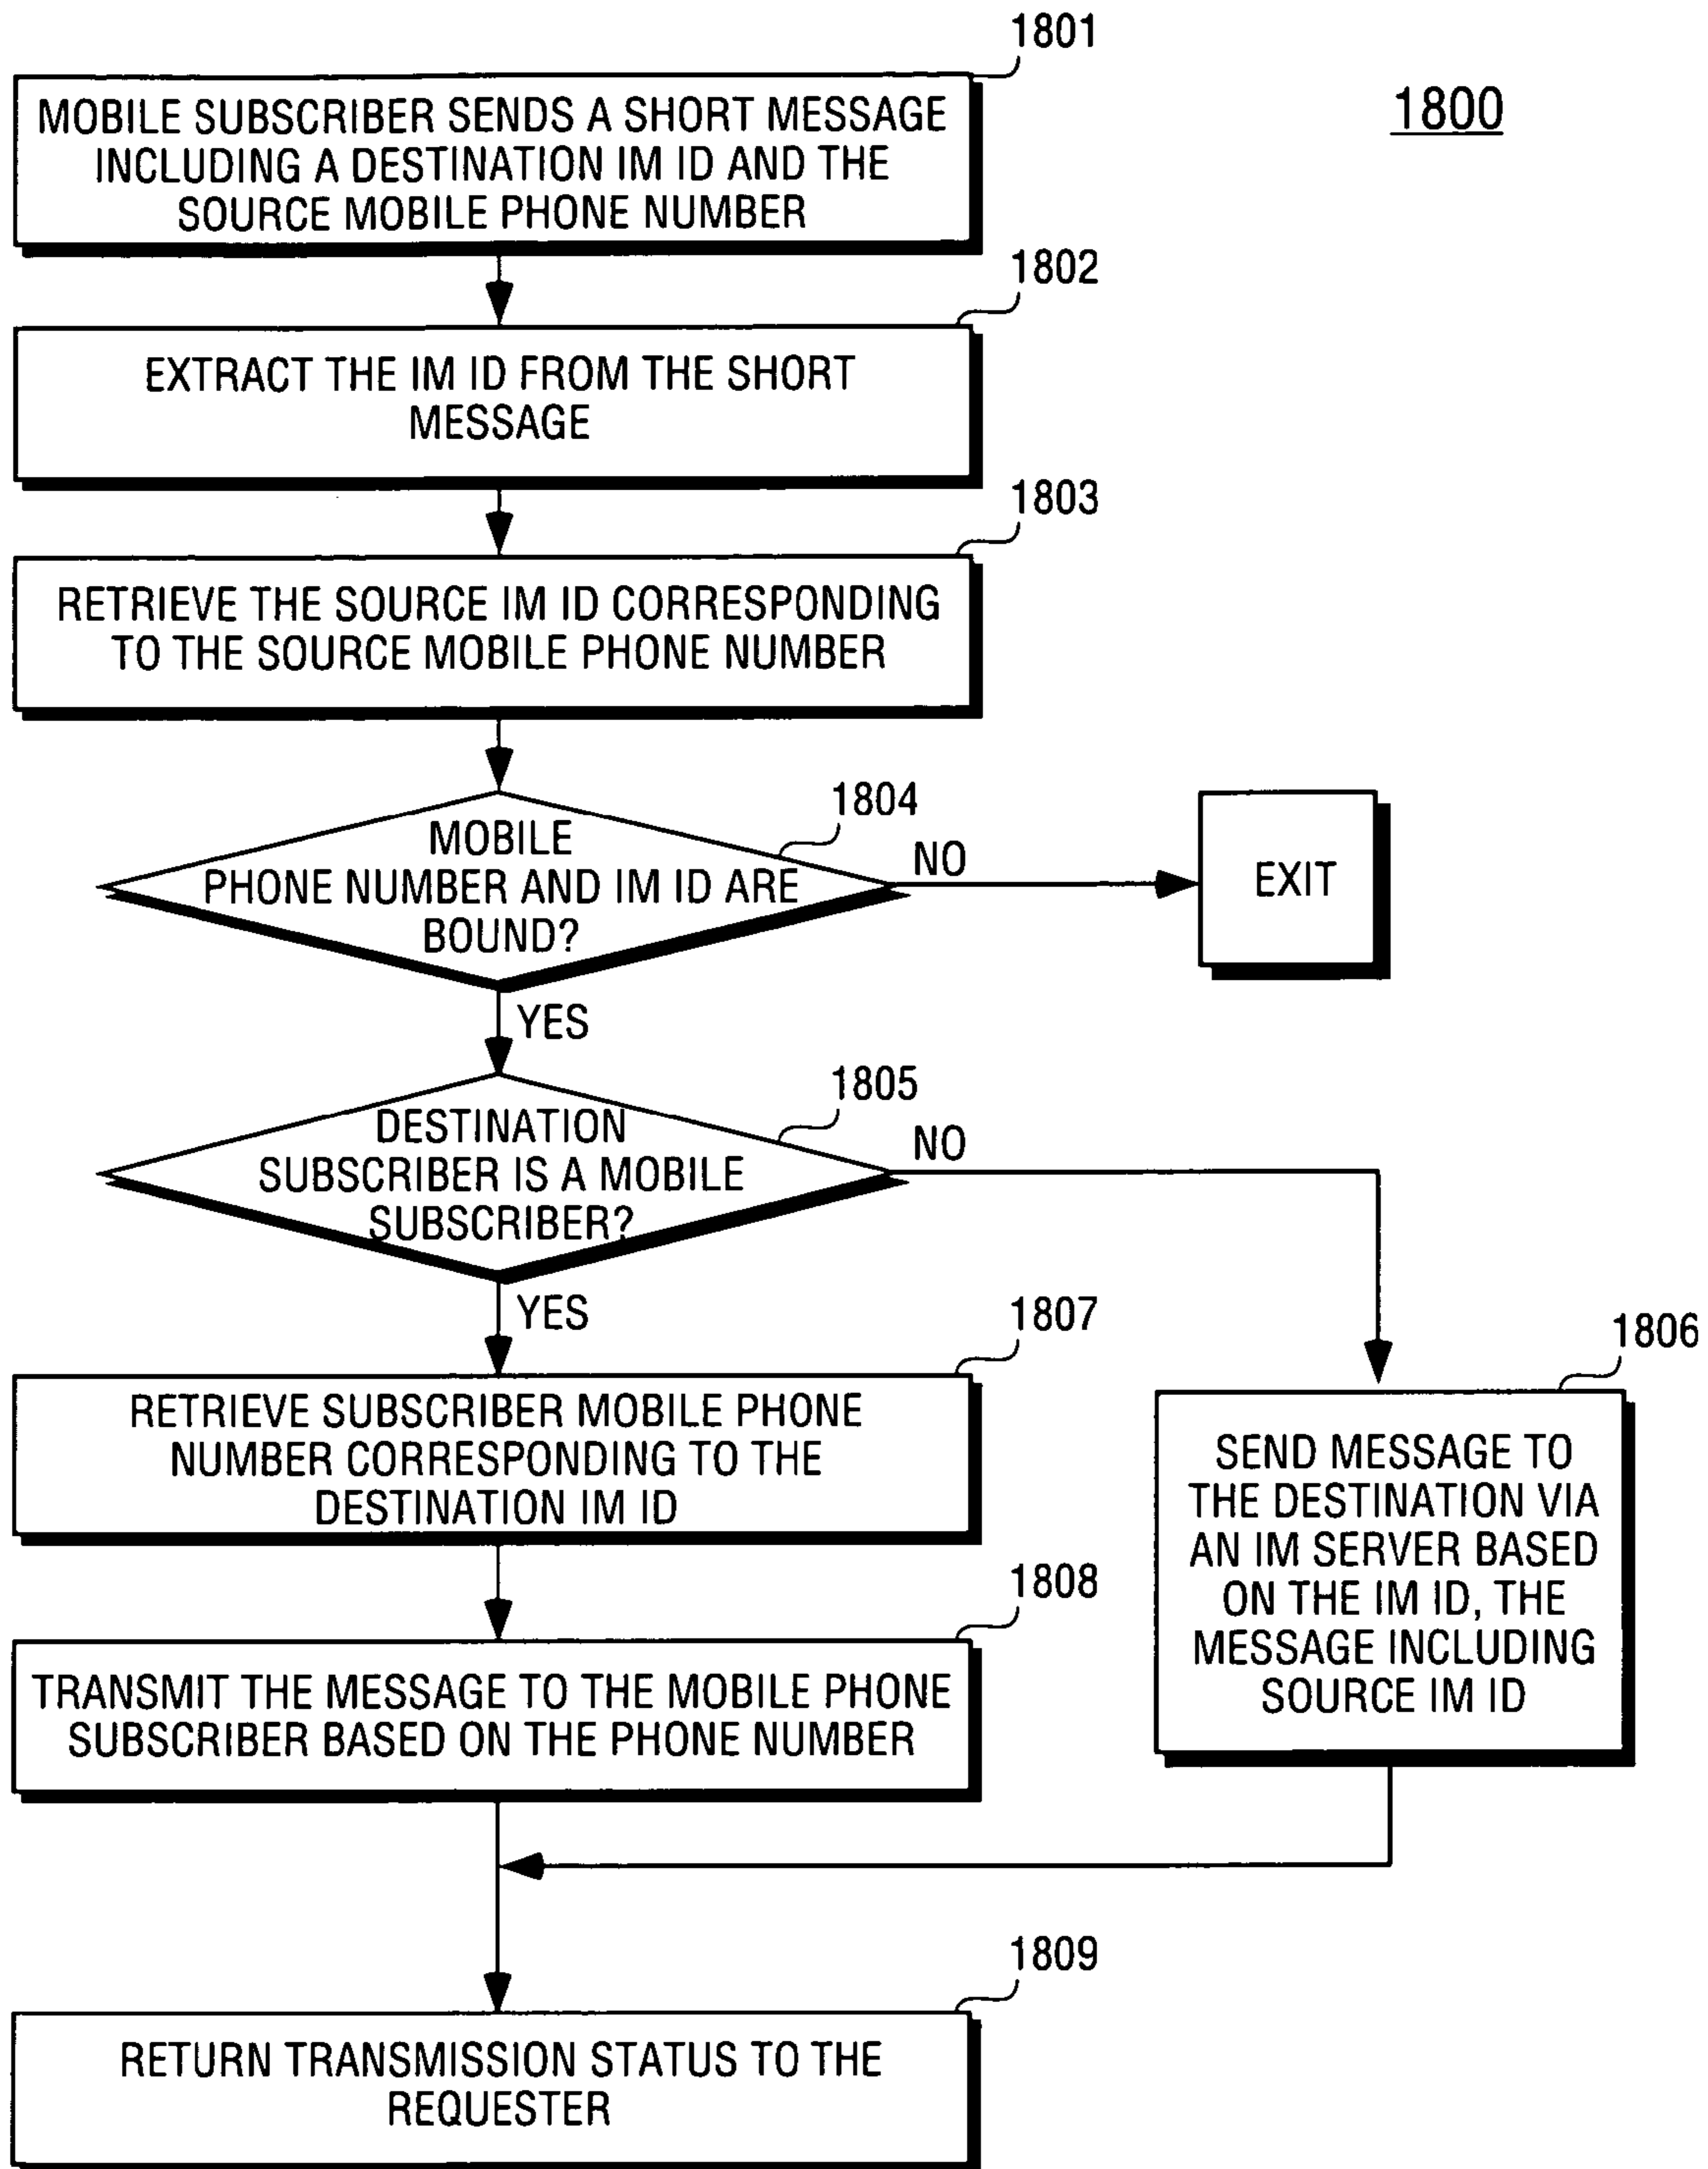 1801
1800
MOBILE SUBSCRIBER SENDS A SHORT MESSAGE
INCLUDING A DESTINATION IM ID AND THE
SOURCE MOBILE PHONE NUMBER
1802
EXTRACT THE IM ID FROM THE SHORT
MESSAGE
1803
RETRIEVE THE SOURCE IM ID CORRESPONDING
TO THE SOURCE MOBILE PHONE NUMBER
1804
MOBILE
PHONE NUMBER AND IM ID ARE
BOUND?
NO
EXIT
YES
1805
DESTINATION
SUBSCRIBER IS A MOBILE
SUBSCRIBER?
NO
YES
1807
RETRIEVE SUBSCRIBER MOBILE PHONE
NUMBER CORRESPONDING TO THE
DESTINATION IM ID
1806
SEND MESSAGE TO
THE DESTINATION VIA
AN IM SERVER BASED
ON THE IM ID, THE
MESSAGE INCLUDING
SOURCE IM ID
1808
TRANSMIT THE MESSAGE TO THE MOBILE PHONE
SUBSCRIBER BASED ON THE PHONE NUMBER
1809
RETURN TRANSMISSION STATUS TO THE
REQUESTER